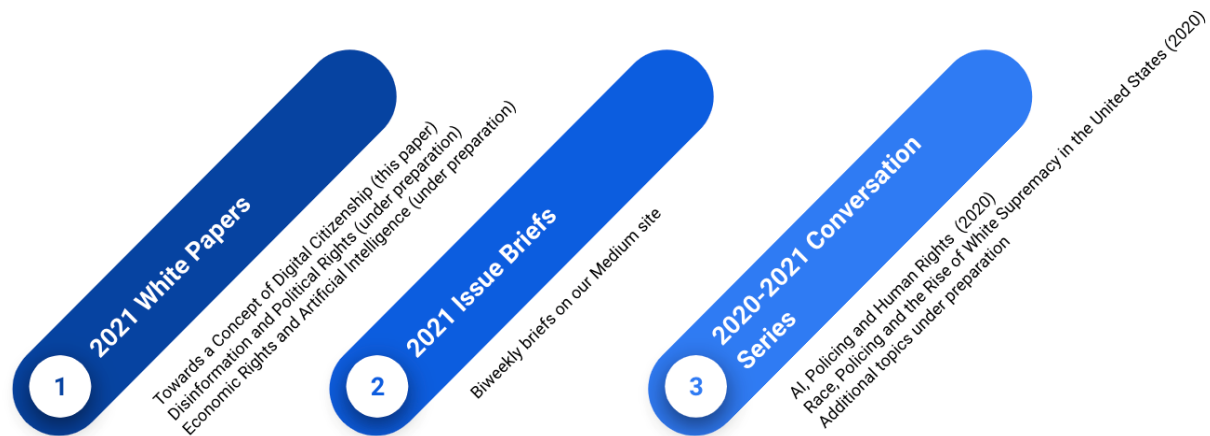 1
2021 White Papers
Towards a Concept of Digital Citizenship (this paper)
Disinformation and Political Rights (under preparation)
Economic Rights and Artificial Intelligence (under preparation)
2
2021 Issue Briefs
Biweekly briefs on our Medium site
3
2020-2021 Conversation
Series
AI, Policing and Human Rights (2020)
Race, Policing and the Rise of White Supremacy in the United States (2020)
Additional topics under preparation